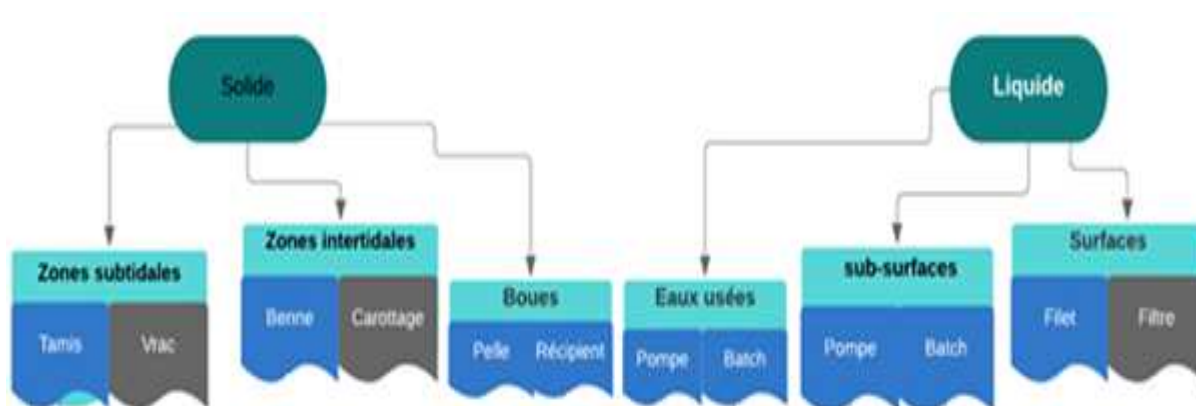 Solide
Liquide
Zones subtidales
Tamis
Vrac
Zones intertidales
Benne
Carottage
Boues
Pelle
Récipient
Eaux usées
Pompe
Batch
sub-surfaces
Pompe
Batch
Surfaces
Filet
Filtre